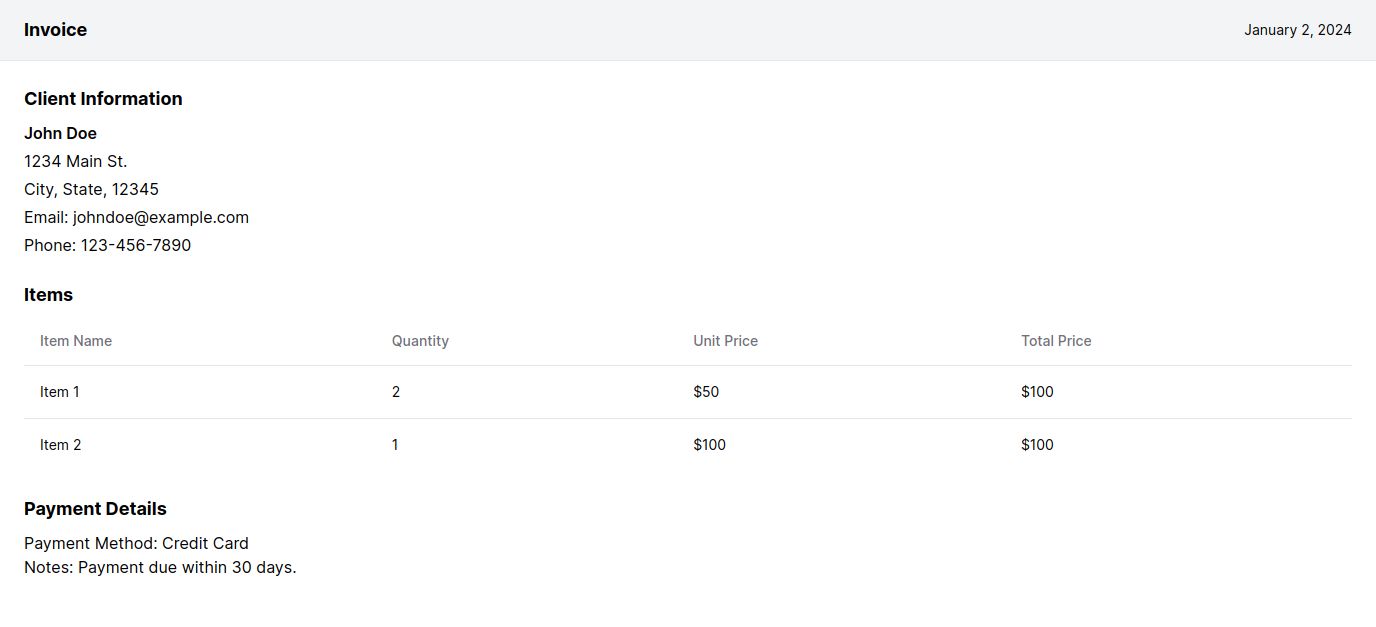 Invoice January 2, 2024
Client Information
John Doe
1234 Main St.
City, State, 12345
Email: johndoe@example.com
Phone: 123-456-7890
Items
Item Name Quantity Unit Price Total Price
Item 1 2 $50 $100
Item 2 1 $100 $100
Payment Details
Payment Method: Credit Card
Notes: Payment due within 30 days.